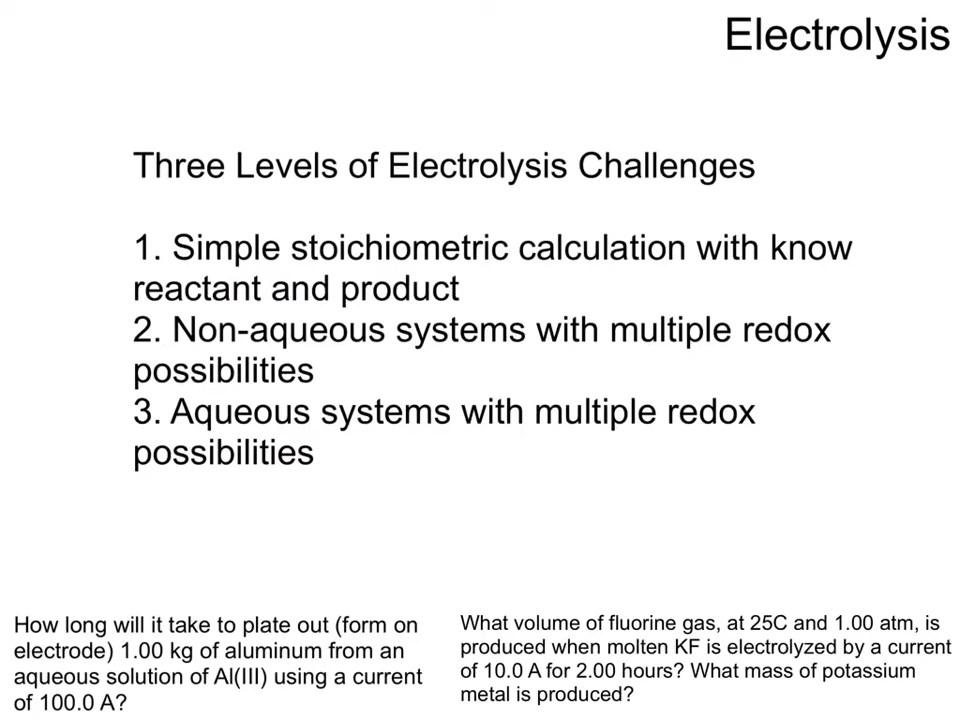 Electrolysis
Three Levels of Electrolysis Challenges
1. Simple stoichiometric calculation with know
reactant and product
2. Non-aqueous systems with multiple redox
possibilities
3. Aqueous systems with multiple redox
possibilities
How long will it take to plate out (form on
electrode) 1.00 kg of aluminum from an
aqueous solution of Al(III) using a current
of 100.0 A?
What volume of fluorine gas, at 25C and 1.00 atm, is
produced when molten KF is electrolyzed by a current
of 10.0 A for 2.00 hours? What mass of potassium
metal is produced?